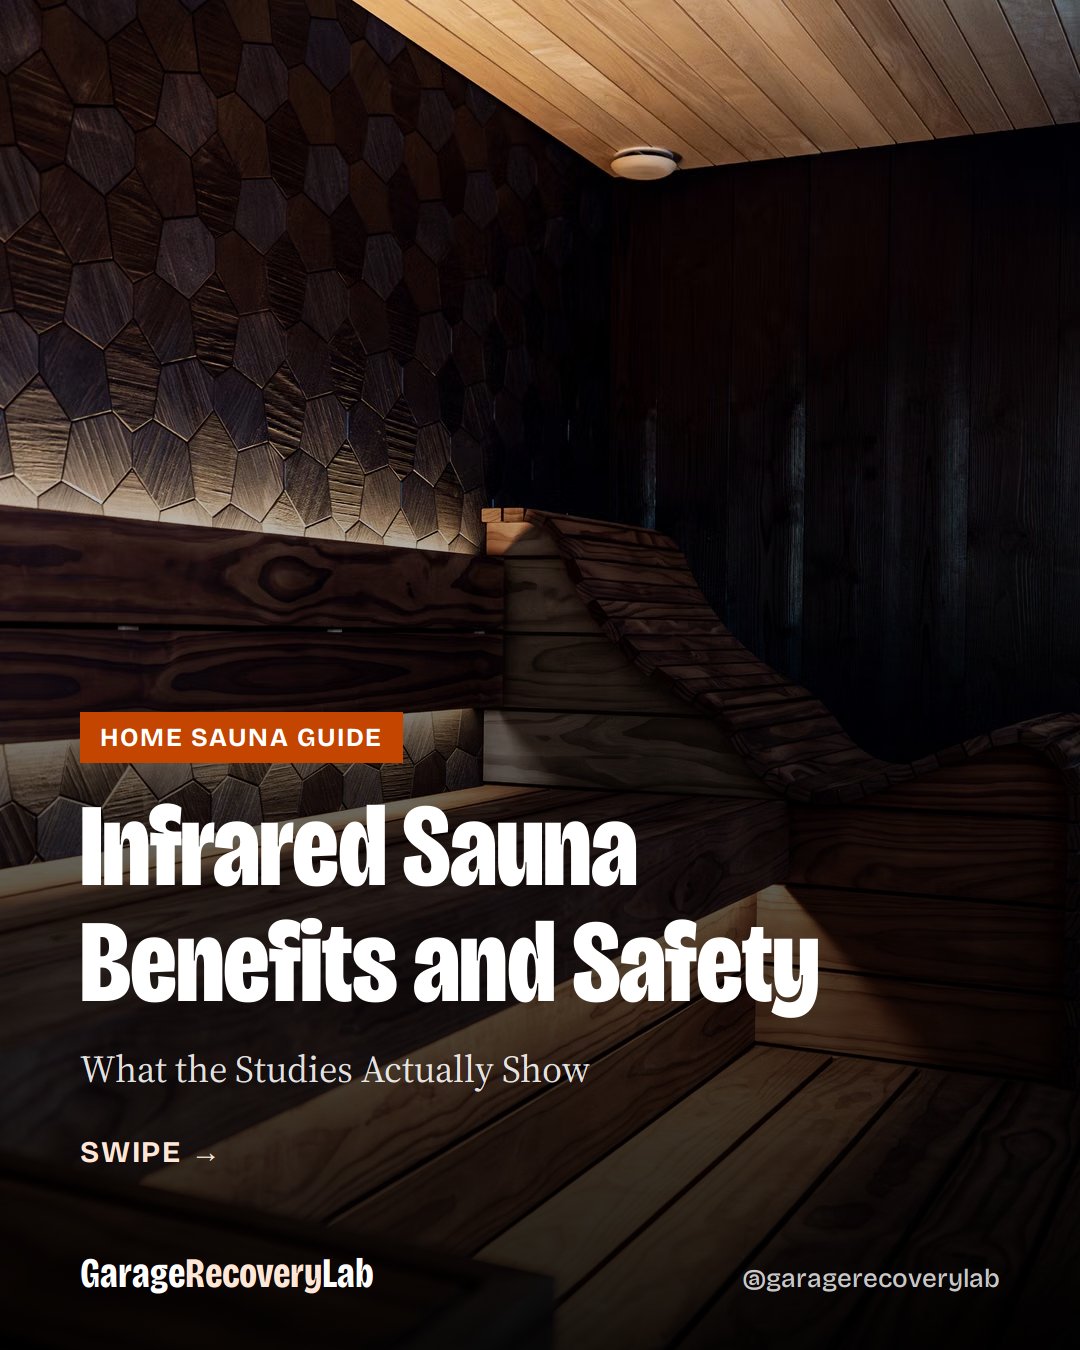 HOME SAUNA GUIDE
Infrared Sauna
Benefits and Safety
What the Studies Actually Show
SWIPE →
GarageRecoveryLab
@garagerecoverylab